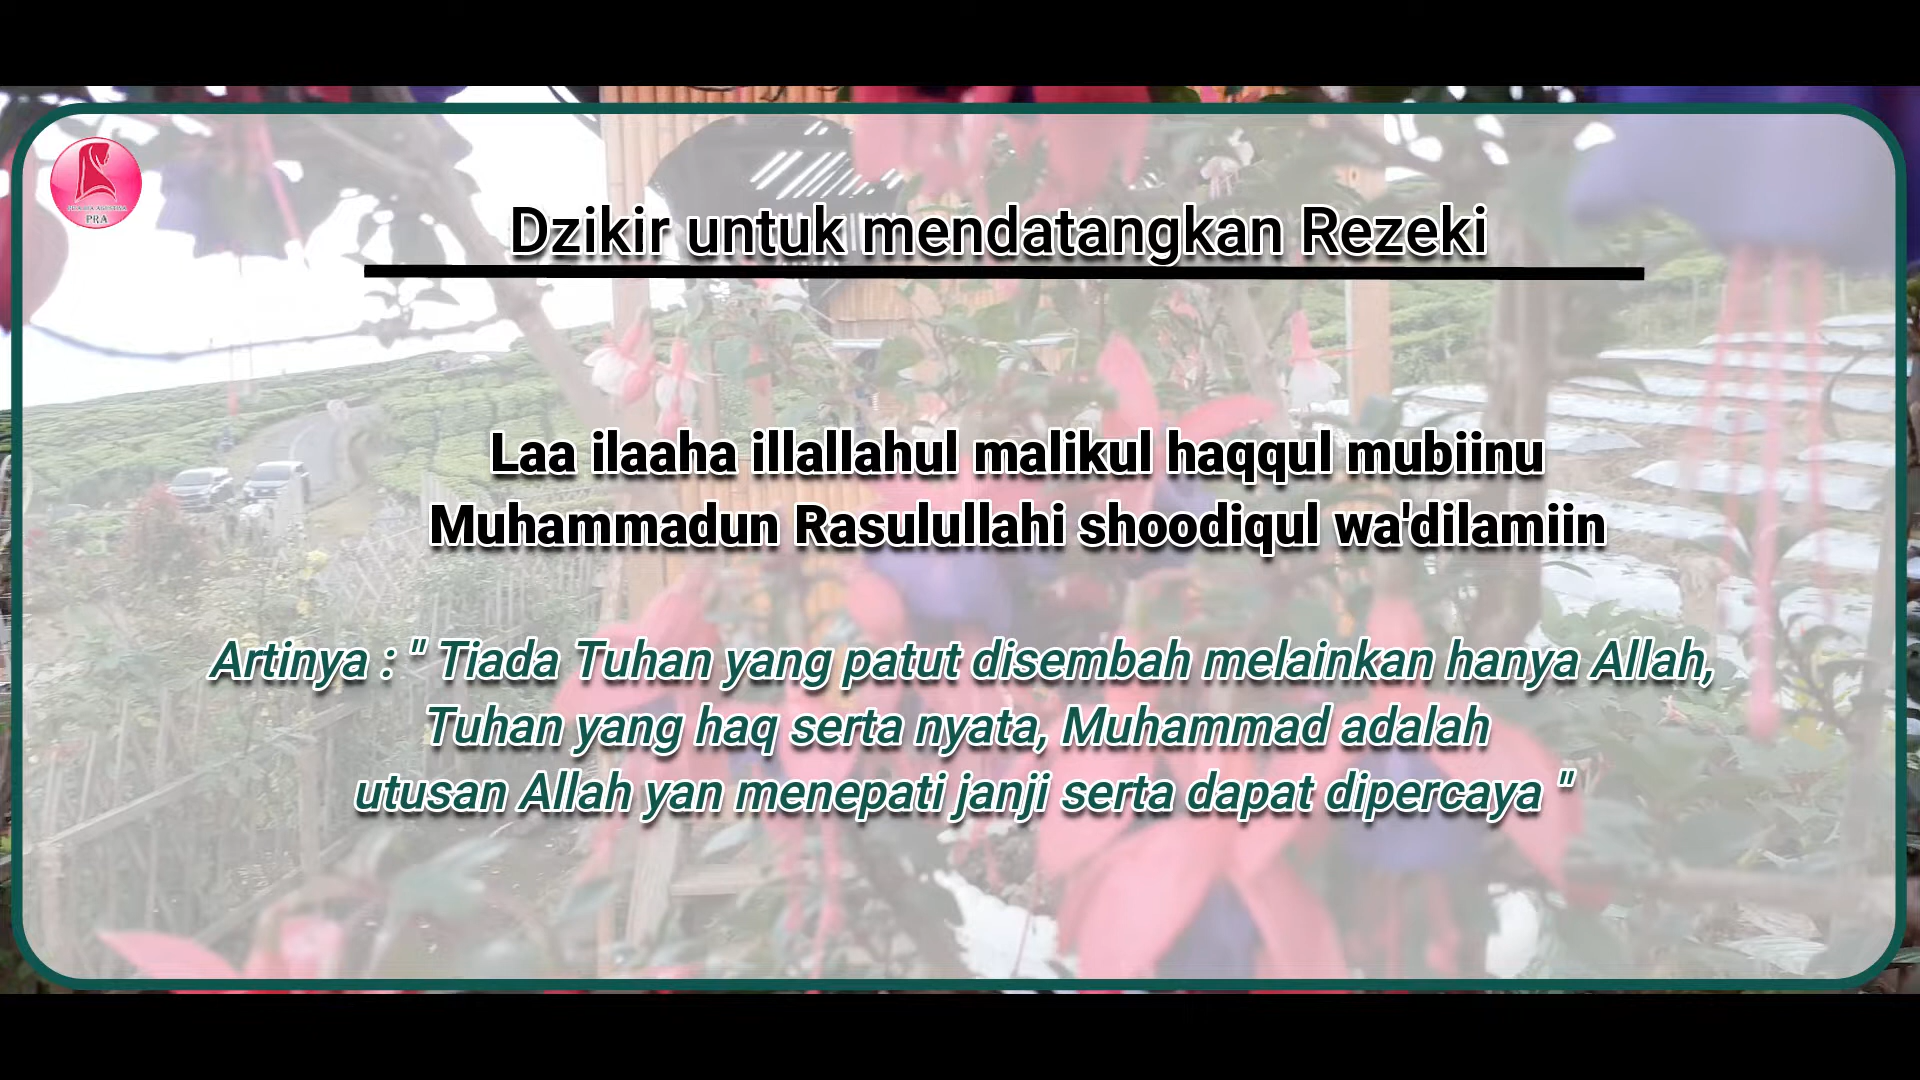 PRA
Dzikir untuk mendatangkan Rezeki
Laa ilaaha illallahul malikul haqqul mubiinu
Muhammadun Rasulullahi shoodiqul wa'dilamiin
Artinya : " Tiada Tuhan yang patut disembah melainkan hanya Allah,
Tuhan yang haq serta nyata, Muhammad adalah
utusan Allah yan menepati janji serta dapat dipercaya "